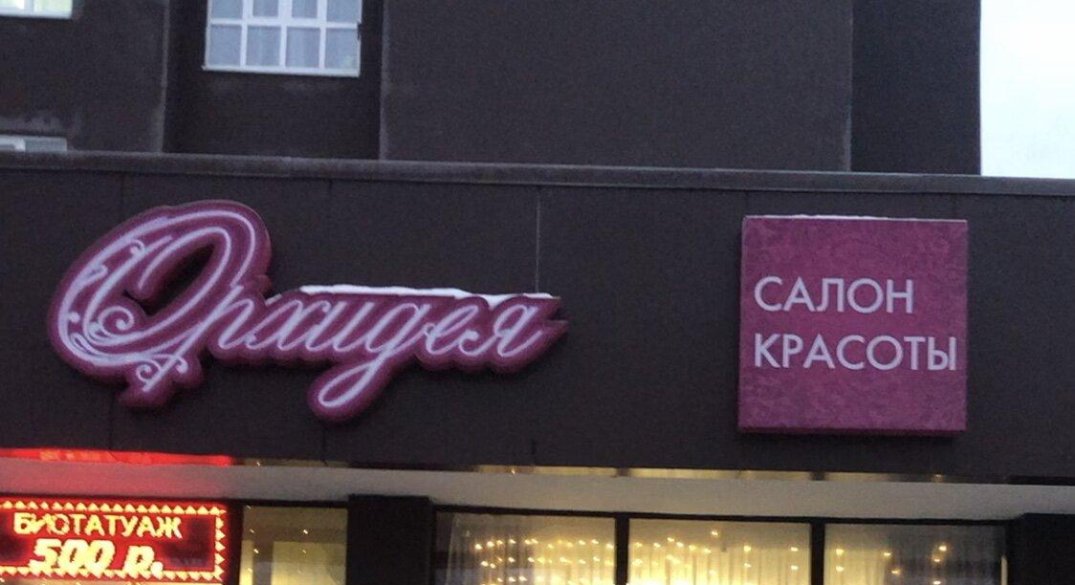 Орхидея
САЛОН
КРАСОТЫ
БИОТАТУАЖ
500 р.